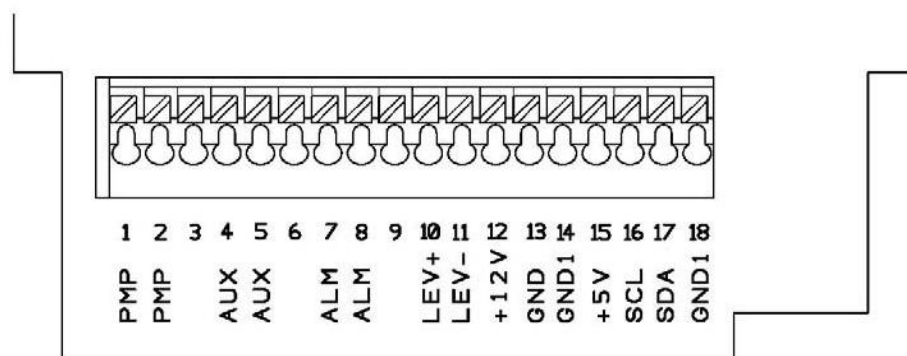 1 2 3 4 5 6 7 8 9 10 11 12 13 14 15 16 17 18
PMP
PMP
AUX
AUX
ALM
ALM
LEV+
LEV-
+12V
GND
GND1
+5V
SCL
SDA
GND1